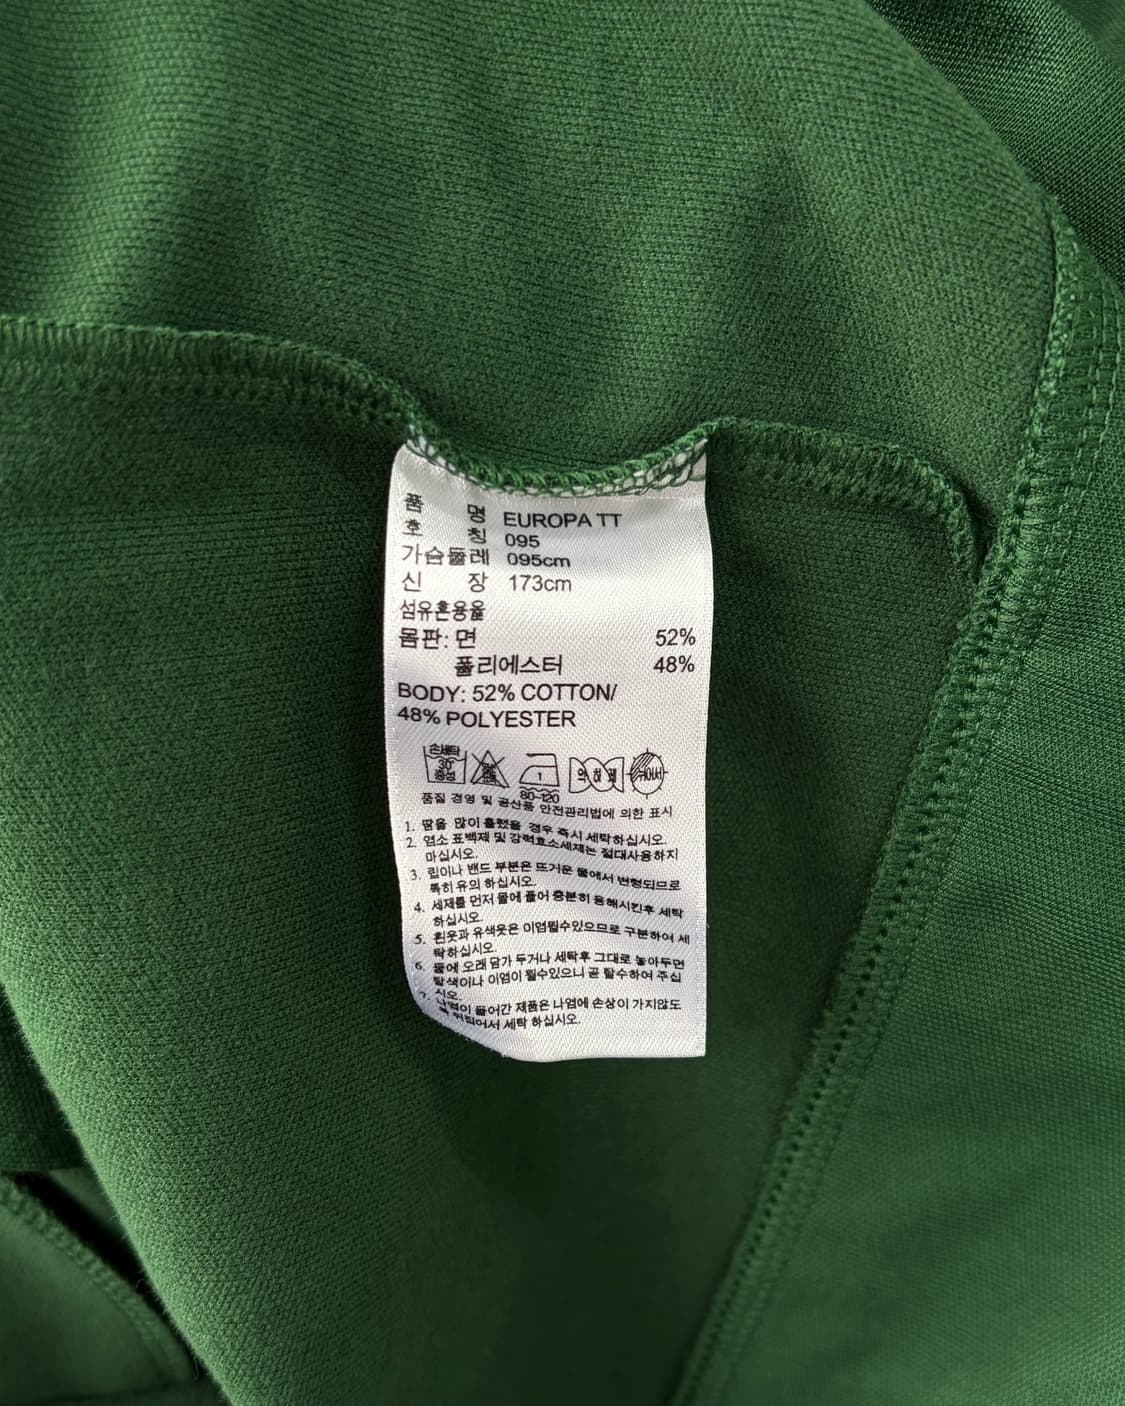 품 명 EUROPA TT
호 칭 095
가슴둘레 095cm
신 장 173cm
섬유혼용율
몸판: 면 52%
폴리에스터 48%
BODY: 52% COTTON/
48% POLYESTER
손세탁
30°
중성
1
80~120
약하게
뉘어서
품질 경영 및 공산품 안전관리법에 의한 표시
1. 땀을 많이 흘렸을 경우 즉시 세탁하십시오.
2. 염소 표백제 및 강력효소세제는 절대사용하지
마십시오.
3. 립이나 밴드 부분은 뜨거운 물에서 변형되므로
특히 유의 하십시오.
4. 세제를 먼저 물에 풀어 충분히 용해시킨후 세탁
하십시오.
5. 흰옷과 유색옷은 이염될수있으므로 구분하여 세
탁하십시오.
6. 물에 오래 담가 두거나 세탁후 그대로 놓아두면
탈색이나 이염이 될수있으니 곧 탈수하여 주십
시오.
7. 나염이 들어간 제품은 나염에 손상이 가지않도
록 뒤집어서 세탁 하십시오.